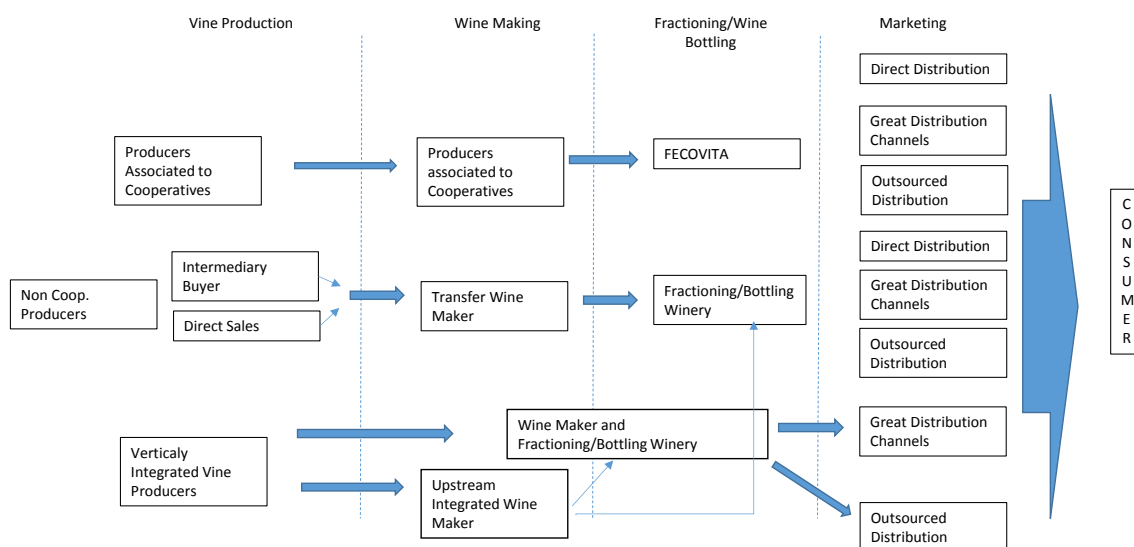 Vine Production
Wine Making
Fractioning/Wine
Bottling
Marketing
Direct Distribution
Great Distribution
Channels
Producers
Associated to
Cooperatives
Producers
associated to
Cooperatives
FECOVITA
Outsourced
Distribution
C
O
N
S
U
M
E
R
Direct Distribution
Intermediary
Buyer
Non Coop.
Producers
Direct Sales
Transfer Wine
Maker
Fractioning/Bottling
Winery
Great Distribution
Channels
Outsourced
Distribution
Wine Maker and
Fractioning/Bottling Winery
Great Distribution
Channels
Verticaly
Integrated Vine
Producers
Upstream
Integrated Wine
Maker
Outsourced
Distribution